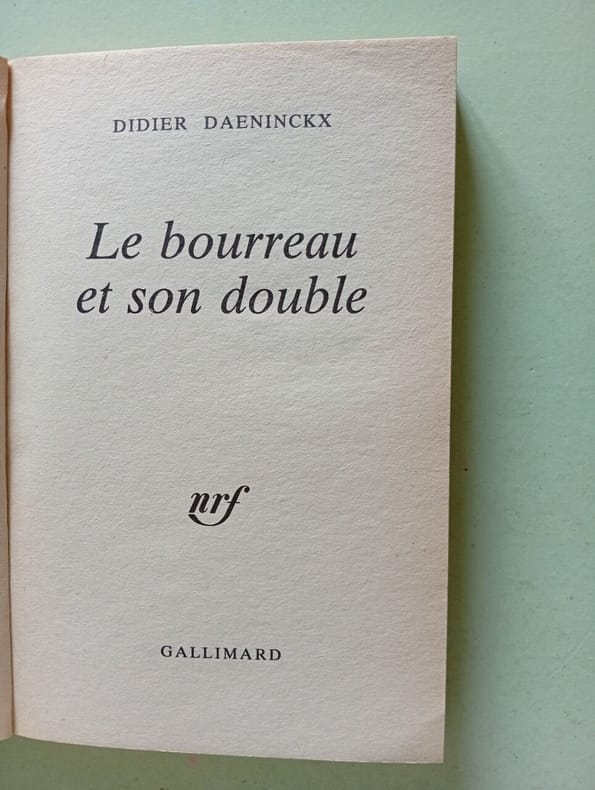 DIDIER DAENINCKX
Le bourreau
et son double
nrf
GALLIMARD